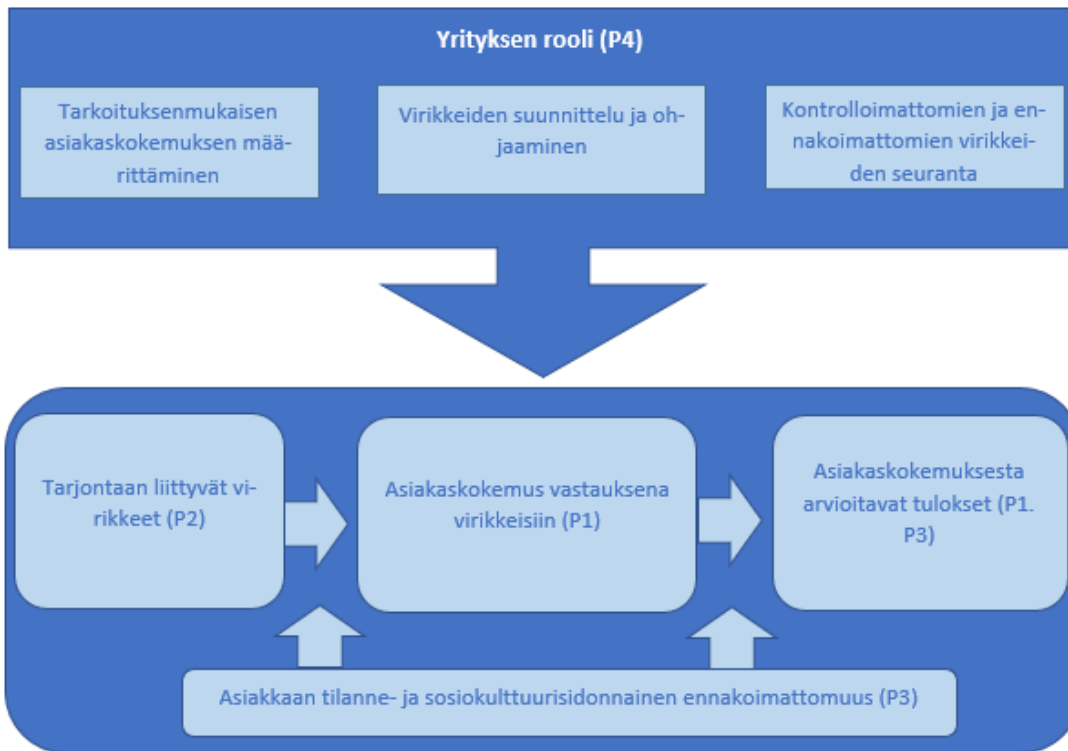 Yrityksen rooli (P4)
Tarkoituksenmukaisen
asiakaskokemuksen mää-
rittäminen
Virikkeiden suunnittelu ja oh-
jaaminen
Kontrolloimattomien ja en-
nakoimattomien virikkei-
den seuranta
Tarjontaan liittyvät vi-
rikkeet (P2)
Asiakaskokemus vastauksena
virikkeisiin (P1)
Asiakaskokemuksesta
arvioitavat tulokset (P1.
P3)
Asiakkaan tilanne- ja sosiokulttuurisidonnainen ennakoimattomuus (P3)